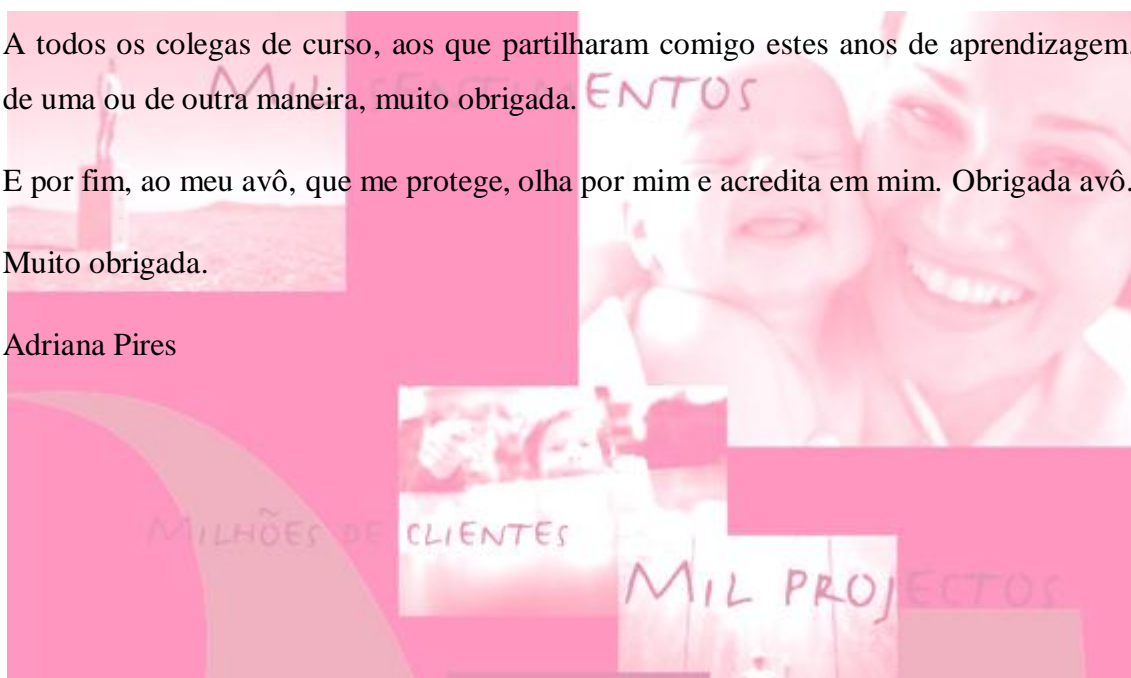 A todos os colegas de curso, aos que partilharam comigo estes anos de aprendizagem,
de uma ou de outra maneira, muito obrigada.
MIL SENTIMENTOS
E por fim, ao meu avô, que me protege, olha por mim e acredita em mim. Obrigada avô.
Muito obrigada.
Adriana Pires
MILHÕES DE CLIENTES
MIL PROJECTOS